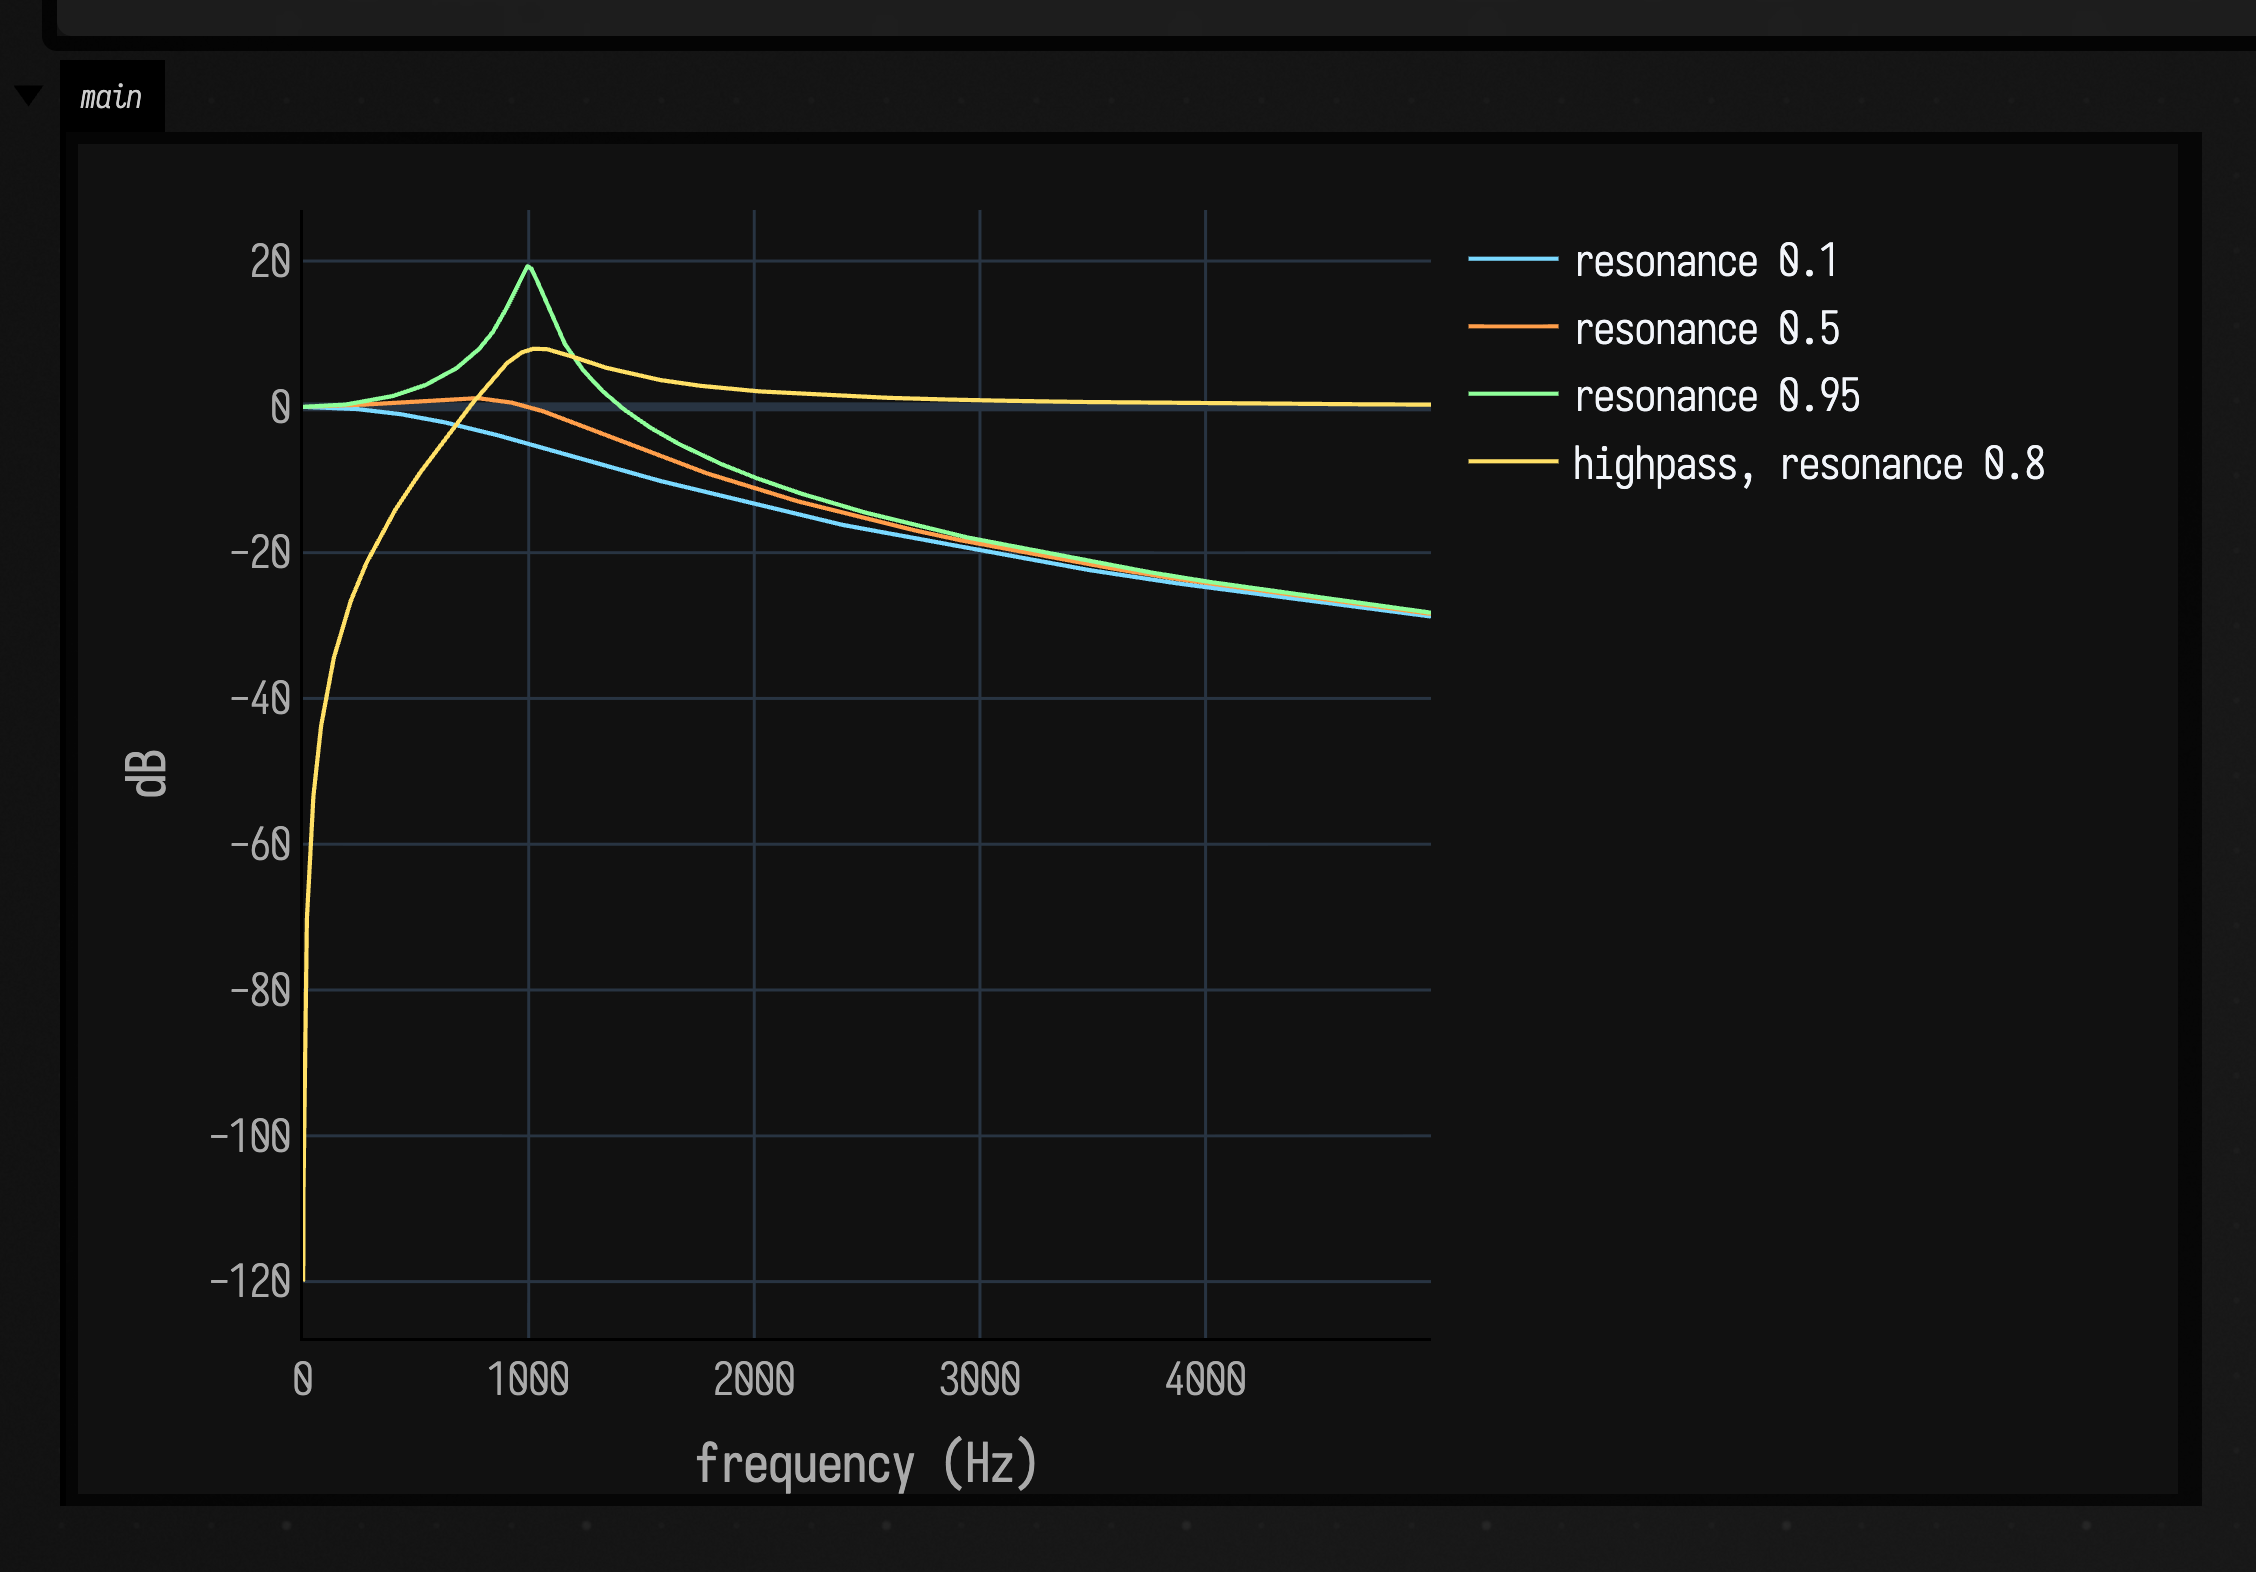 main
20
0
−20
−40
−60
−80
−100
−120
dB
0 1000 2000 3000 4000
frequency (Hz)
resonance 0.1
resonance 0.5
resonance 0.95
highpass, resonance 0.8